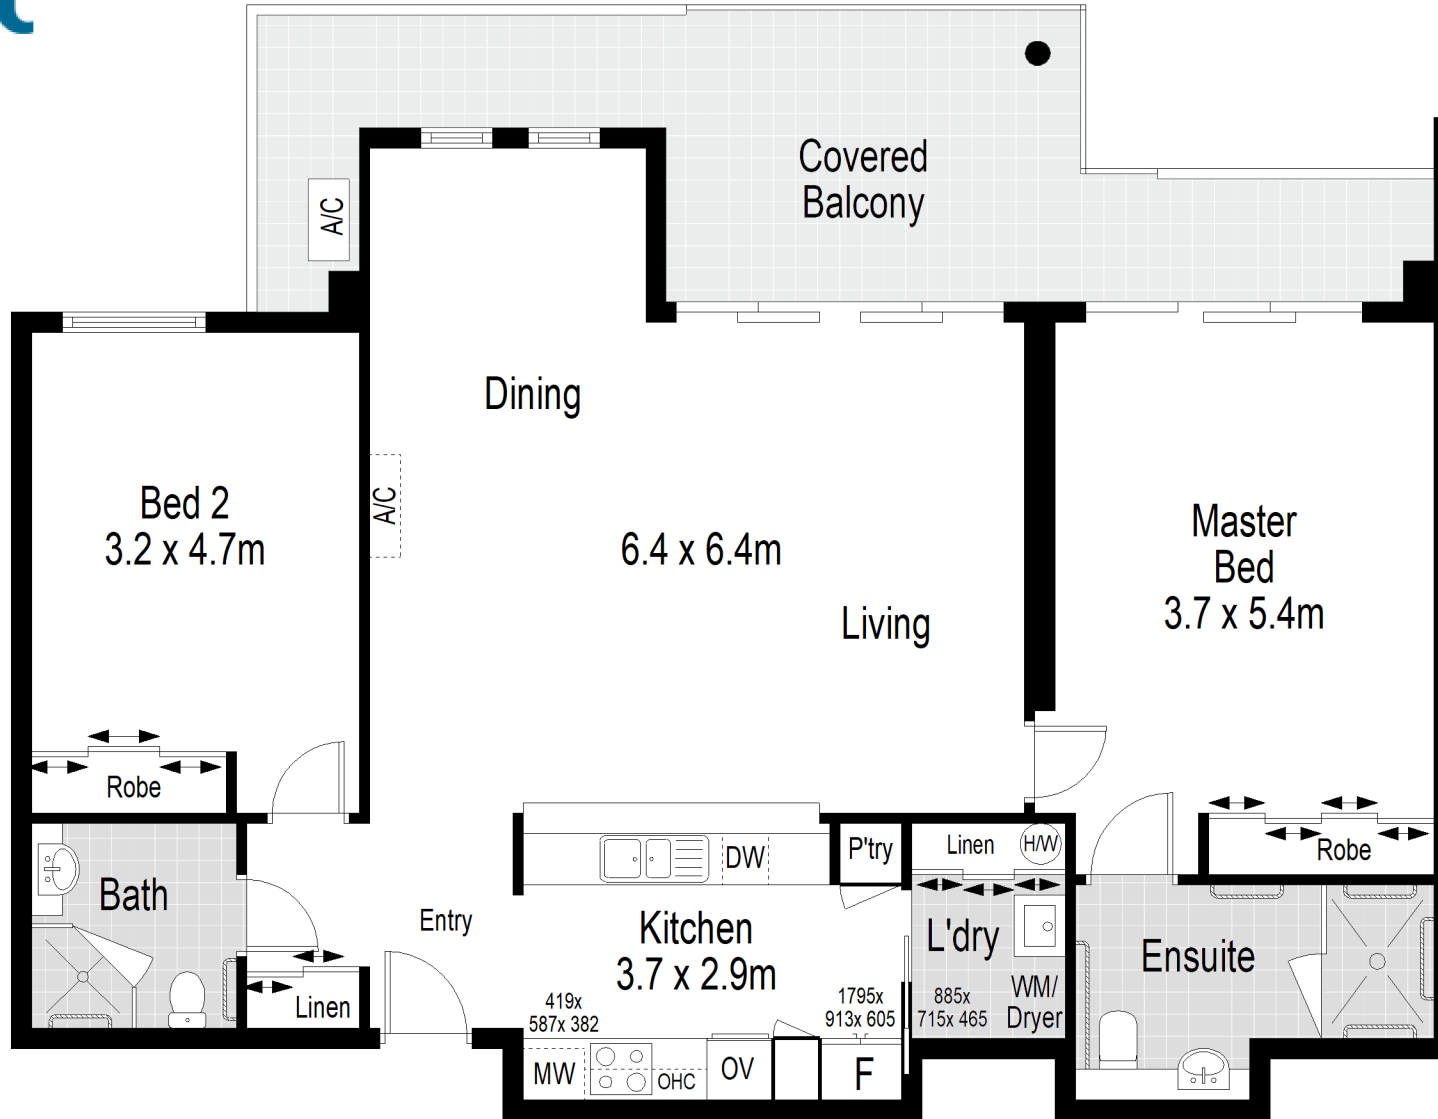 Covered
Balcony
A/C
Dining
Bed 2
3.2 x 4.7m
A/C
6.4 x 6.4m
Master
Bed
3.7 x 5.4m
Living
Robe
Bath
Entry
Linen
DW
P'try
Kitchen
3.7 x 2.9m
419x
587x 382
1795x
913x 605
MW
OHC
OV
F
Linen
H/W
L'dry
885x
715x 465
WM/
Dryer
Robe
Ensuite